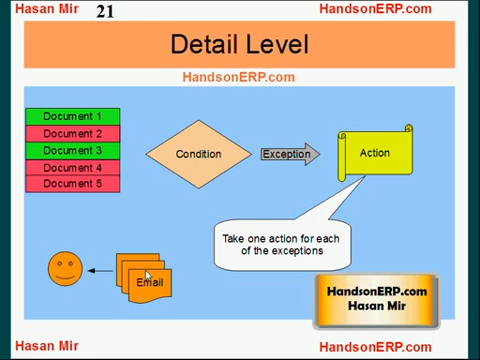 Hasan Mir 21 HandsonERP.com
Detail Level
HandsonERP.com
Document 1
Document 2
Document 3
Document 4
Document 5
Condition
Exception
Action
Take one action for each
of the exceptions
Email
HandsonERP.com
Hasan Mir
Hasan Mir HandsonERP.com